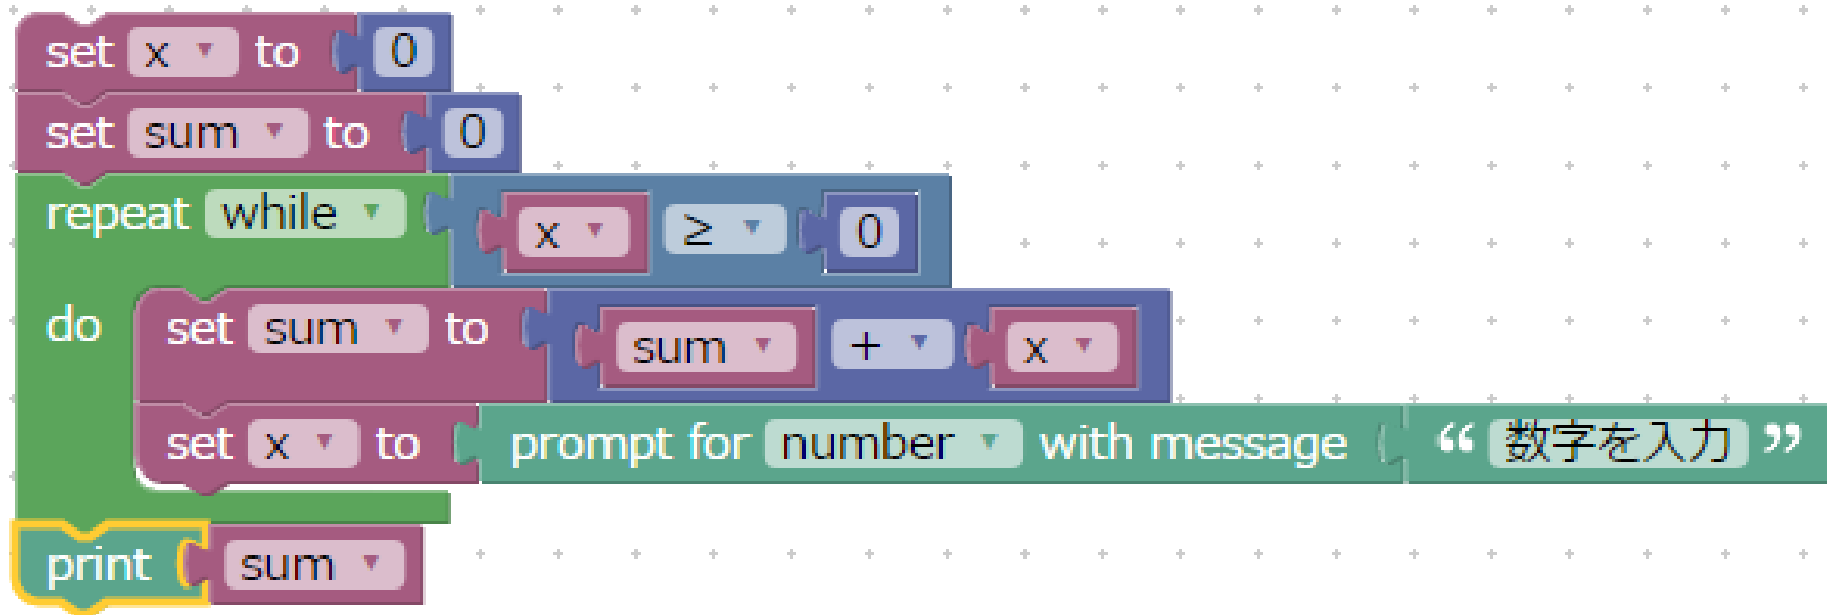 set x to 0
set sum to 0
repeat while x ≥ 0
do set sum to sum + x
set x to prompt for number with message “ 数字を入力 ”
print sum